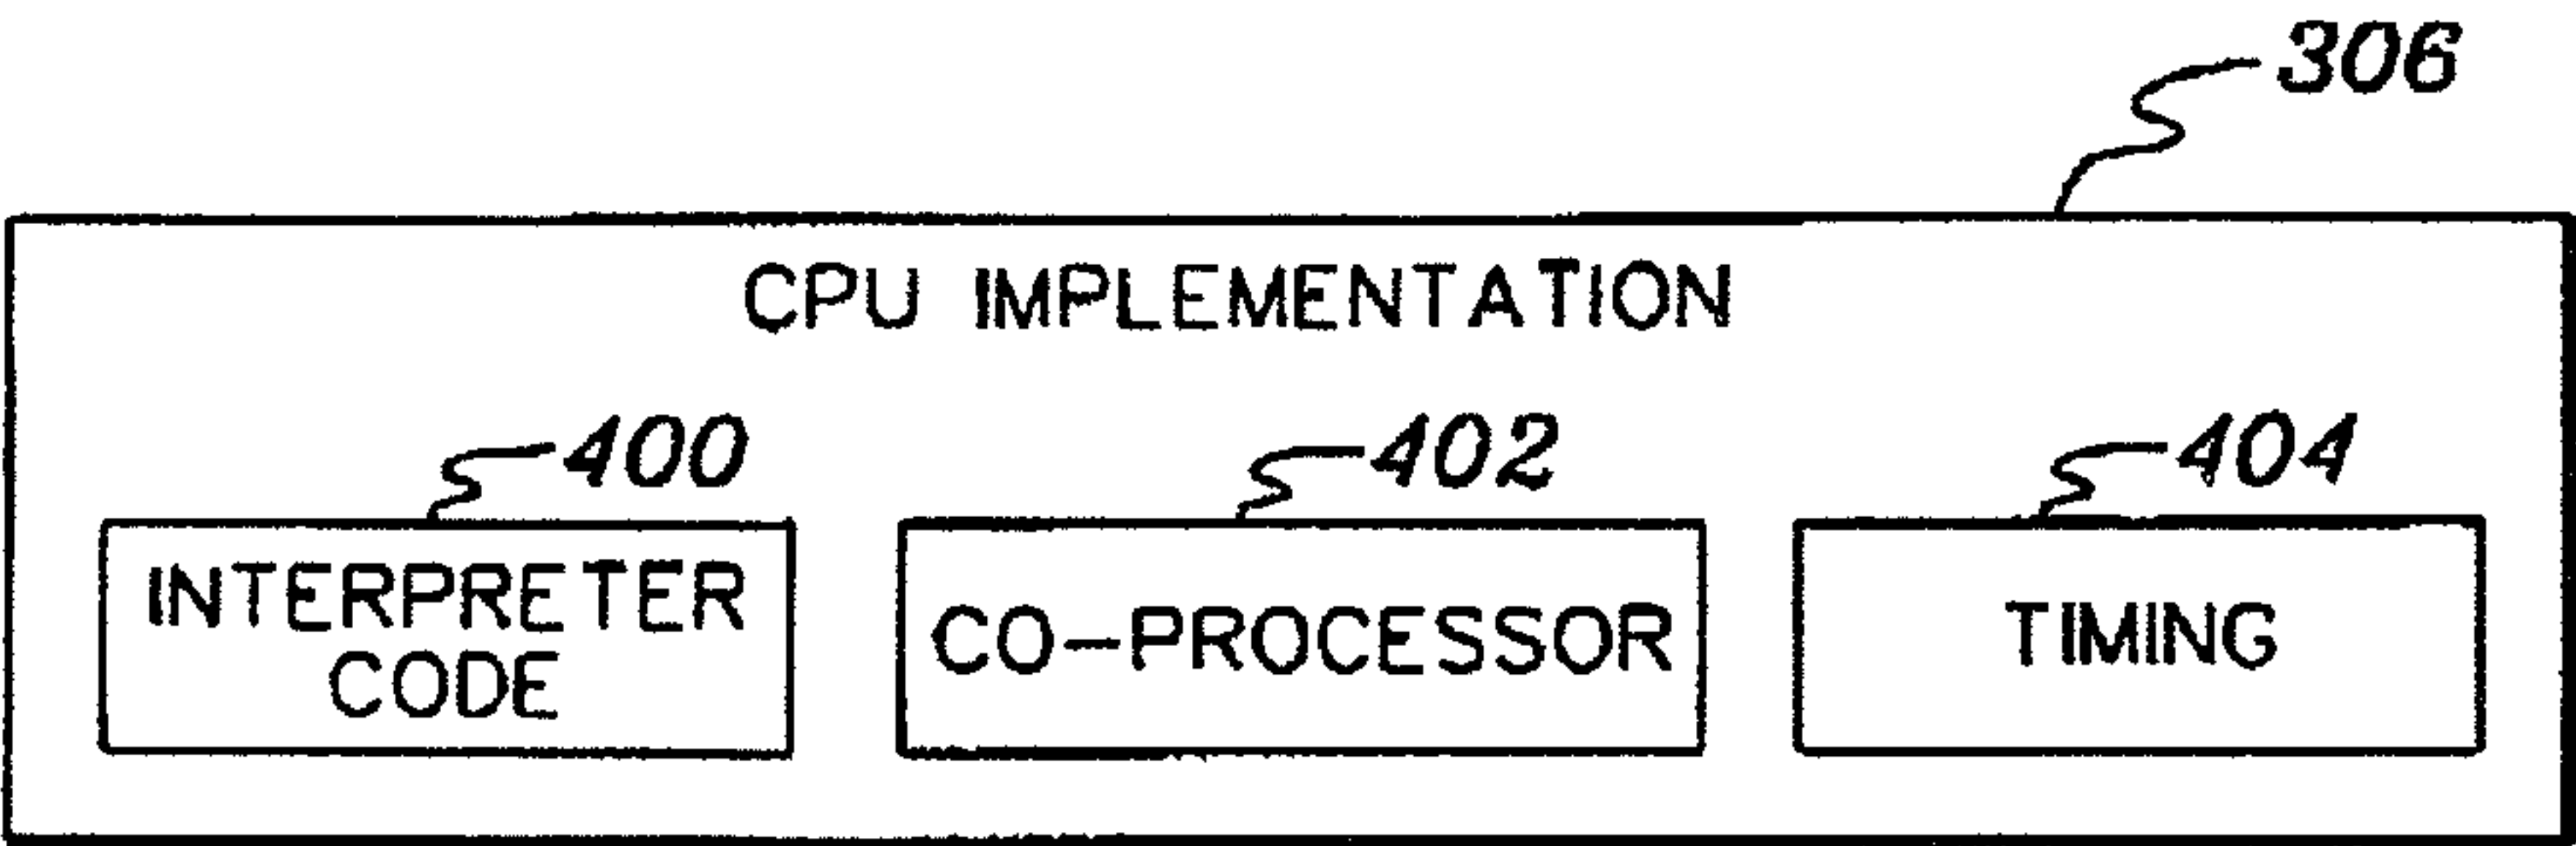 306
CPU IMPLEMENTATION
400
402
404
INTERPRETER
CODE
CO-PROCESSOR
TIMING